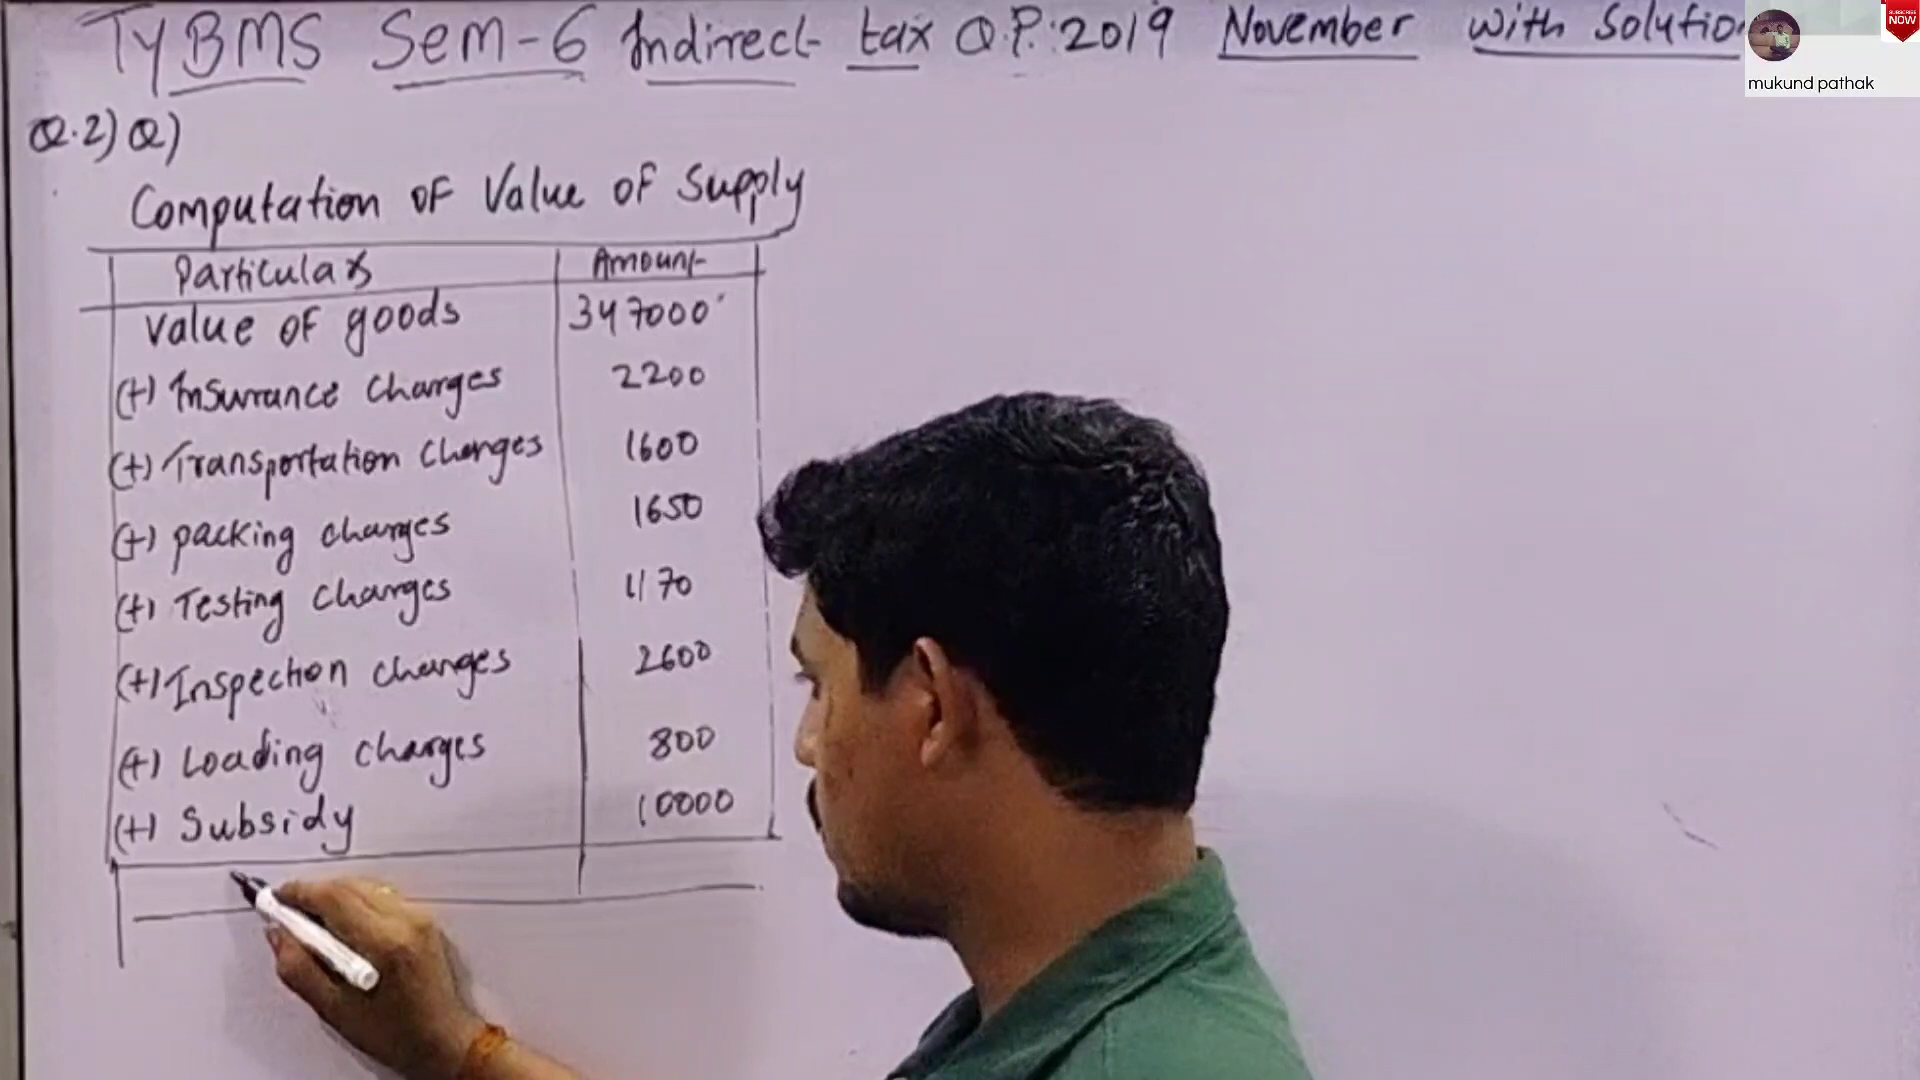 TyBMS Sem-6 Indirect tax Q.P. 2019 November with Solution
SUBSCRIBE NOW
mukund pathak
Q.2) Q)
Computation of Value of Supply
Particulars Amount
Value of goods 347000
(+) Insurance Charges 2200
(+) Transportation Charges 1600
(+) packing charges 1650
(+) Testing charges 1170
(+) Inspection charges 2600
(+) Loading charges 800
(+) Subsidy 10000